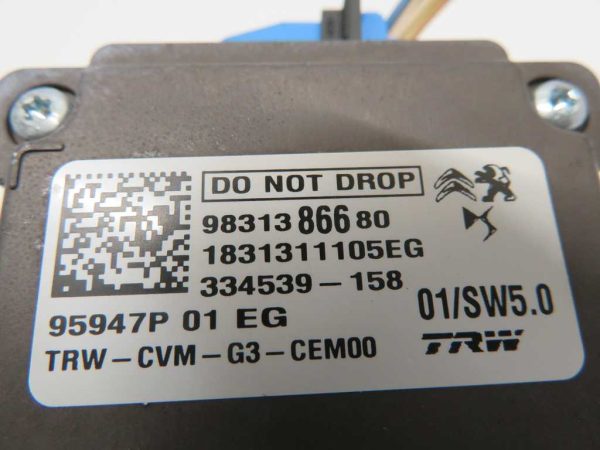 DO NOT DROP
98313 866 80
1831311105EG
334539-158
01/SW5.0
95947P 01 EG
TRW-CVM-G3-CEM00
TRW